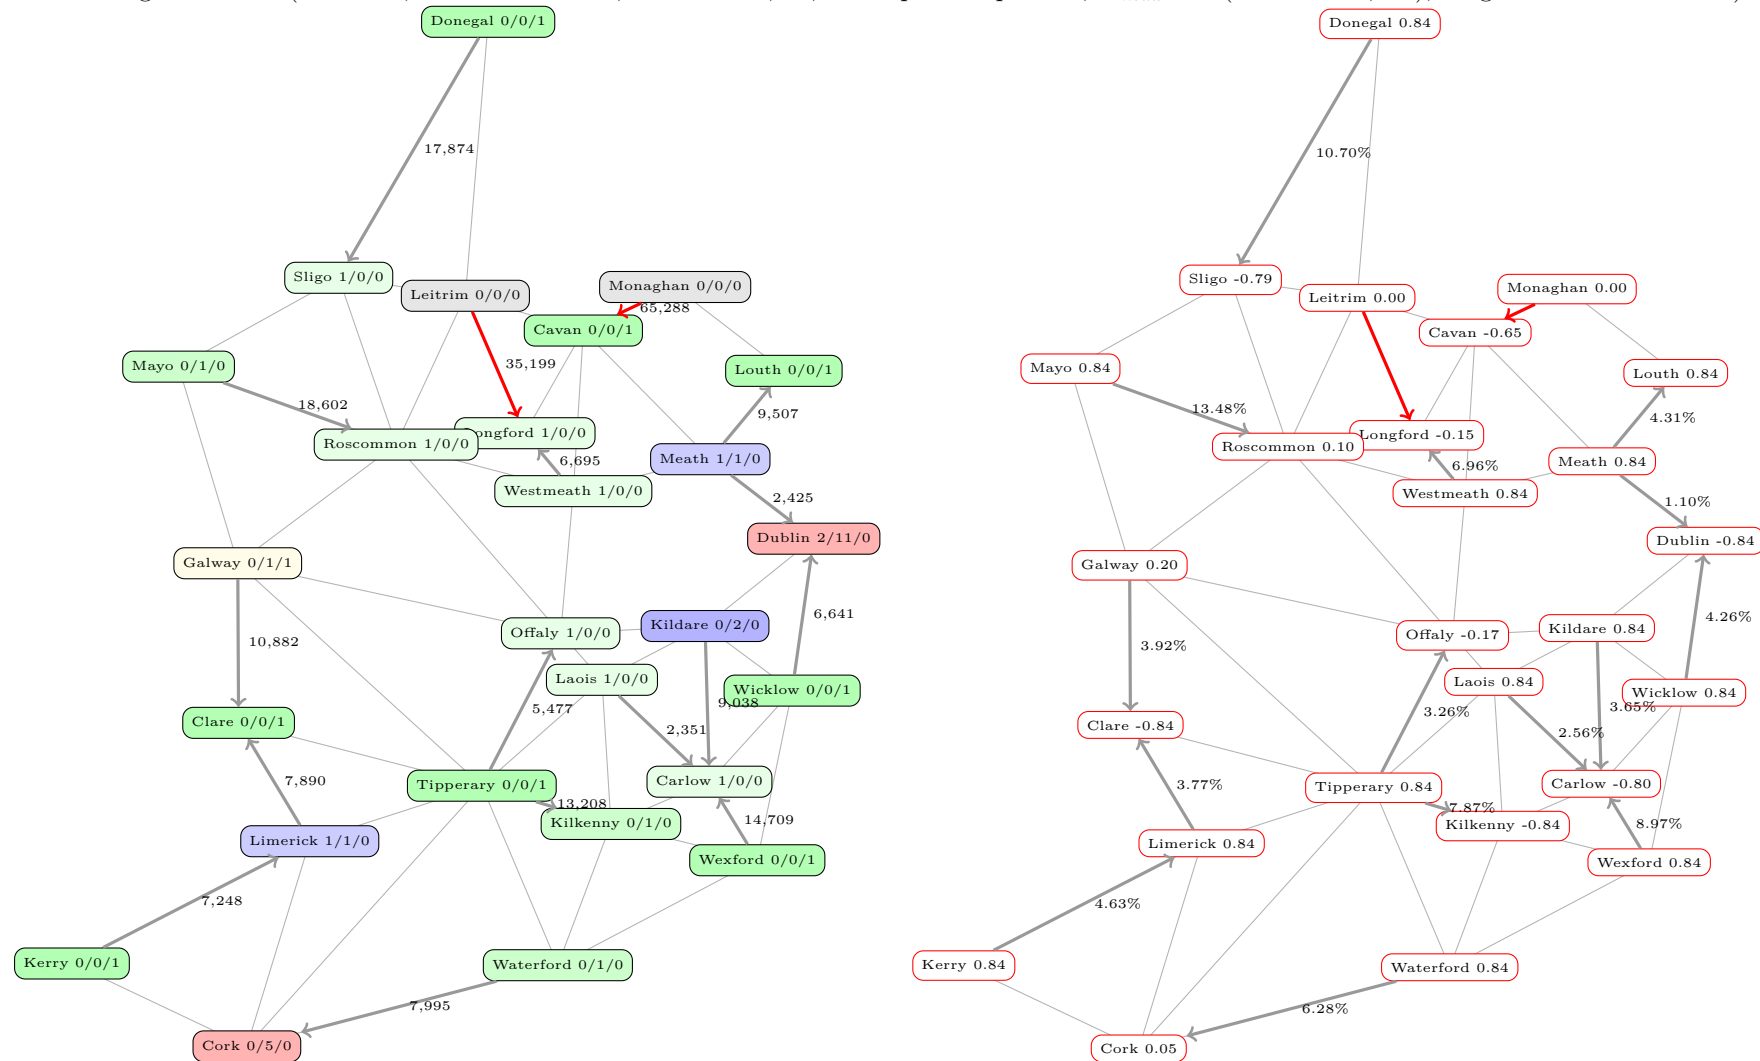 Donegal 0/0/1
17,874
Sligo 1/0/0
Leitrim 0/0/0
Monaghan 0/0/0
65,288
Cavan 0/0/1
Mayo 0/1/0
35,199
Louth 0/0/1
18,602
9,507
Longford 1/0/0
Roscommon 1/0/0
6,695
Meath 1/1/0
Westmeath 1/0/0
2,425
Dublin 2/11/0
Galway 0/1/1
6,641
Offaly 1/0/0
Kildare 0/2/0
10,882
Laois 1/0/0
Wicklow 0/0/1
9,038
5,477
Clare 0/0/1
2,351
7,890
Tipperary 0/0/1
Carlow 1/0/0
13,208
Kilkenny 0/1/0
14,709
Limerick 1/1/0
Wexford 0/0/1
7,248
Kerry 0/0/1
Waterford 0/1/0
7,995
Cork 0/5/0
Donegal 0.84
10.70%
Sligo -0.79
Leitrim 0.00
Monaghan 0.00
Cavan -0.65
Mayo 0.84
Louth 0.84
13.48%
4.31%
Longford -0.15
Roscommon 0.10
6.96%
Meath 0.84
Westmeath 0.84
1.10%
Dublin -0.84
Galway 0.20
4.26%
Offaly -0.17
Kildare 0.84
3.92%
Laois 0.84
Wicklow 0.84
3.65%
3.26%
Clare -0.84
2.56%
3.77%
Tipperary 0.84
Carlow -0.80
7.87%
Kilkenny -0.84
8.97%
Limerick 0.84
Wexford 0.84
4.63%
Kerry 0.84
Waterford 0.84
6.28%
Cork 0.05